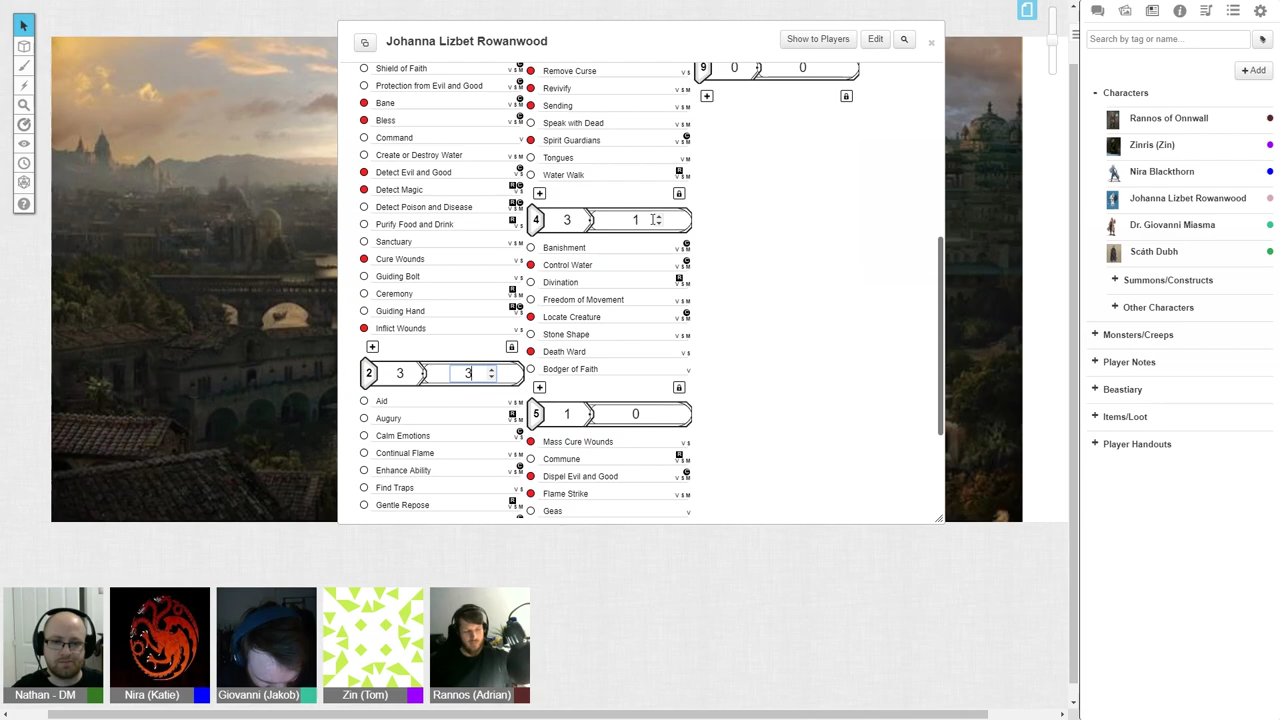 Johanna Lizbet Rowanwood
Show to Players
Edit
Shield of Faith
Protection from Evil and Good
Bane
Bless
Command
Create or Destroy Water
Detect Evil and Good
Detect Magic
Detect Poison and Disease
Purify Food and Drink
Sanctuary
Cure Wounds
Guiding Bolt
Ceremony
Guiding Hand
Inflict Wounds
2 3 3
Aid
Augury
Calm Emotions
Continual Flame
Enhance Ability
Find Traps
Gentle Repose
Remove Curse
Revivify
Sending
Speak with Dead
Spirit Guardians
Tongues
Water Walk
4 3 1
Banishment
Control Water
Divination
Freedom of Movement
Locate Creature
Stone Shape
Death Ward
Bodger of Faith
5 1 0
Mass Cure Wounds
Commune
Dispel Evil and Good
Flame Strike
Geas
9 0 0
Search by tag or name...
+ Add
Characters
Rannos of Onnwall
Zinris (Zin)
Nira Blackthorn
Johanna Lizbet Rowanwood
Dr. Giovanni Miasma
Scáth Dubh
+ Summons/Constructs
+ Other Characters
+ Monsters/Creeps
+ Player Notes
+ Beastiary
+ Items/Loot
+ Player Handouts
Nathan - DM
Nira (Katie)
Giovanni (Jakob)
Zin (Tom)
Rannos (Adrian)